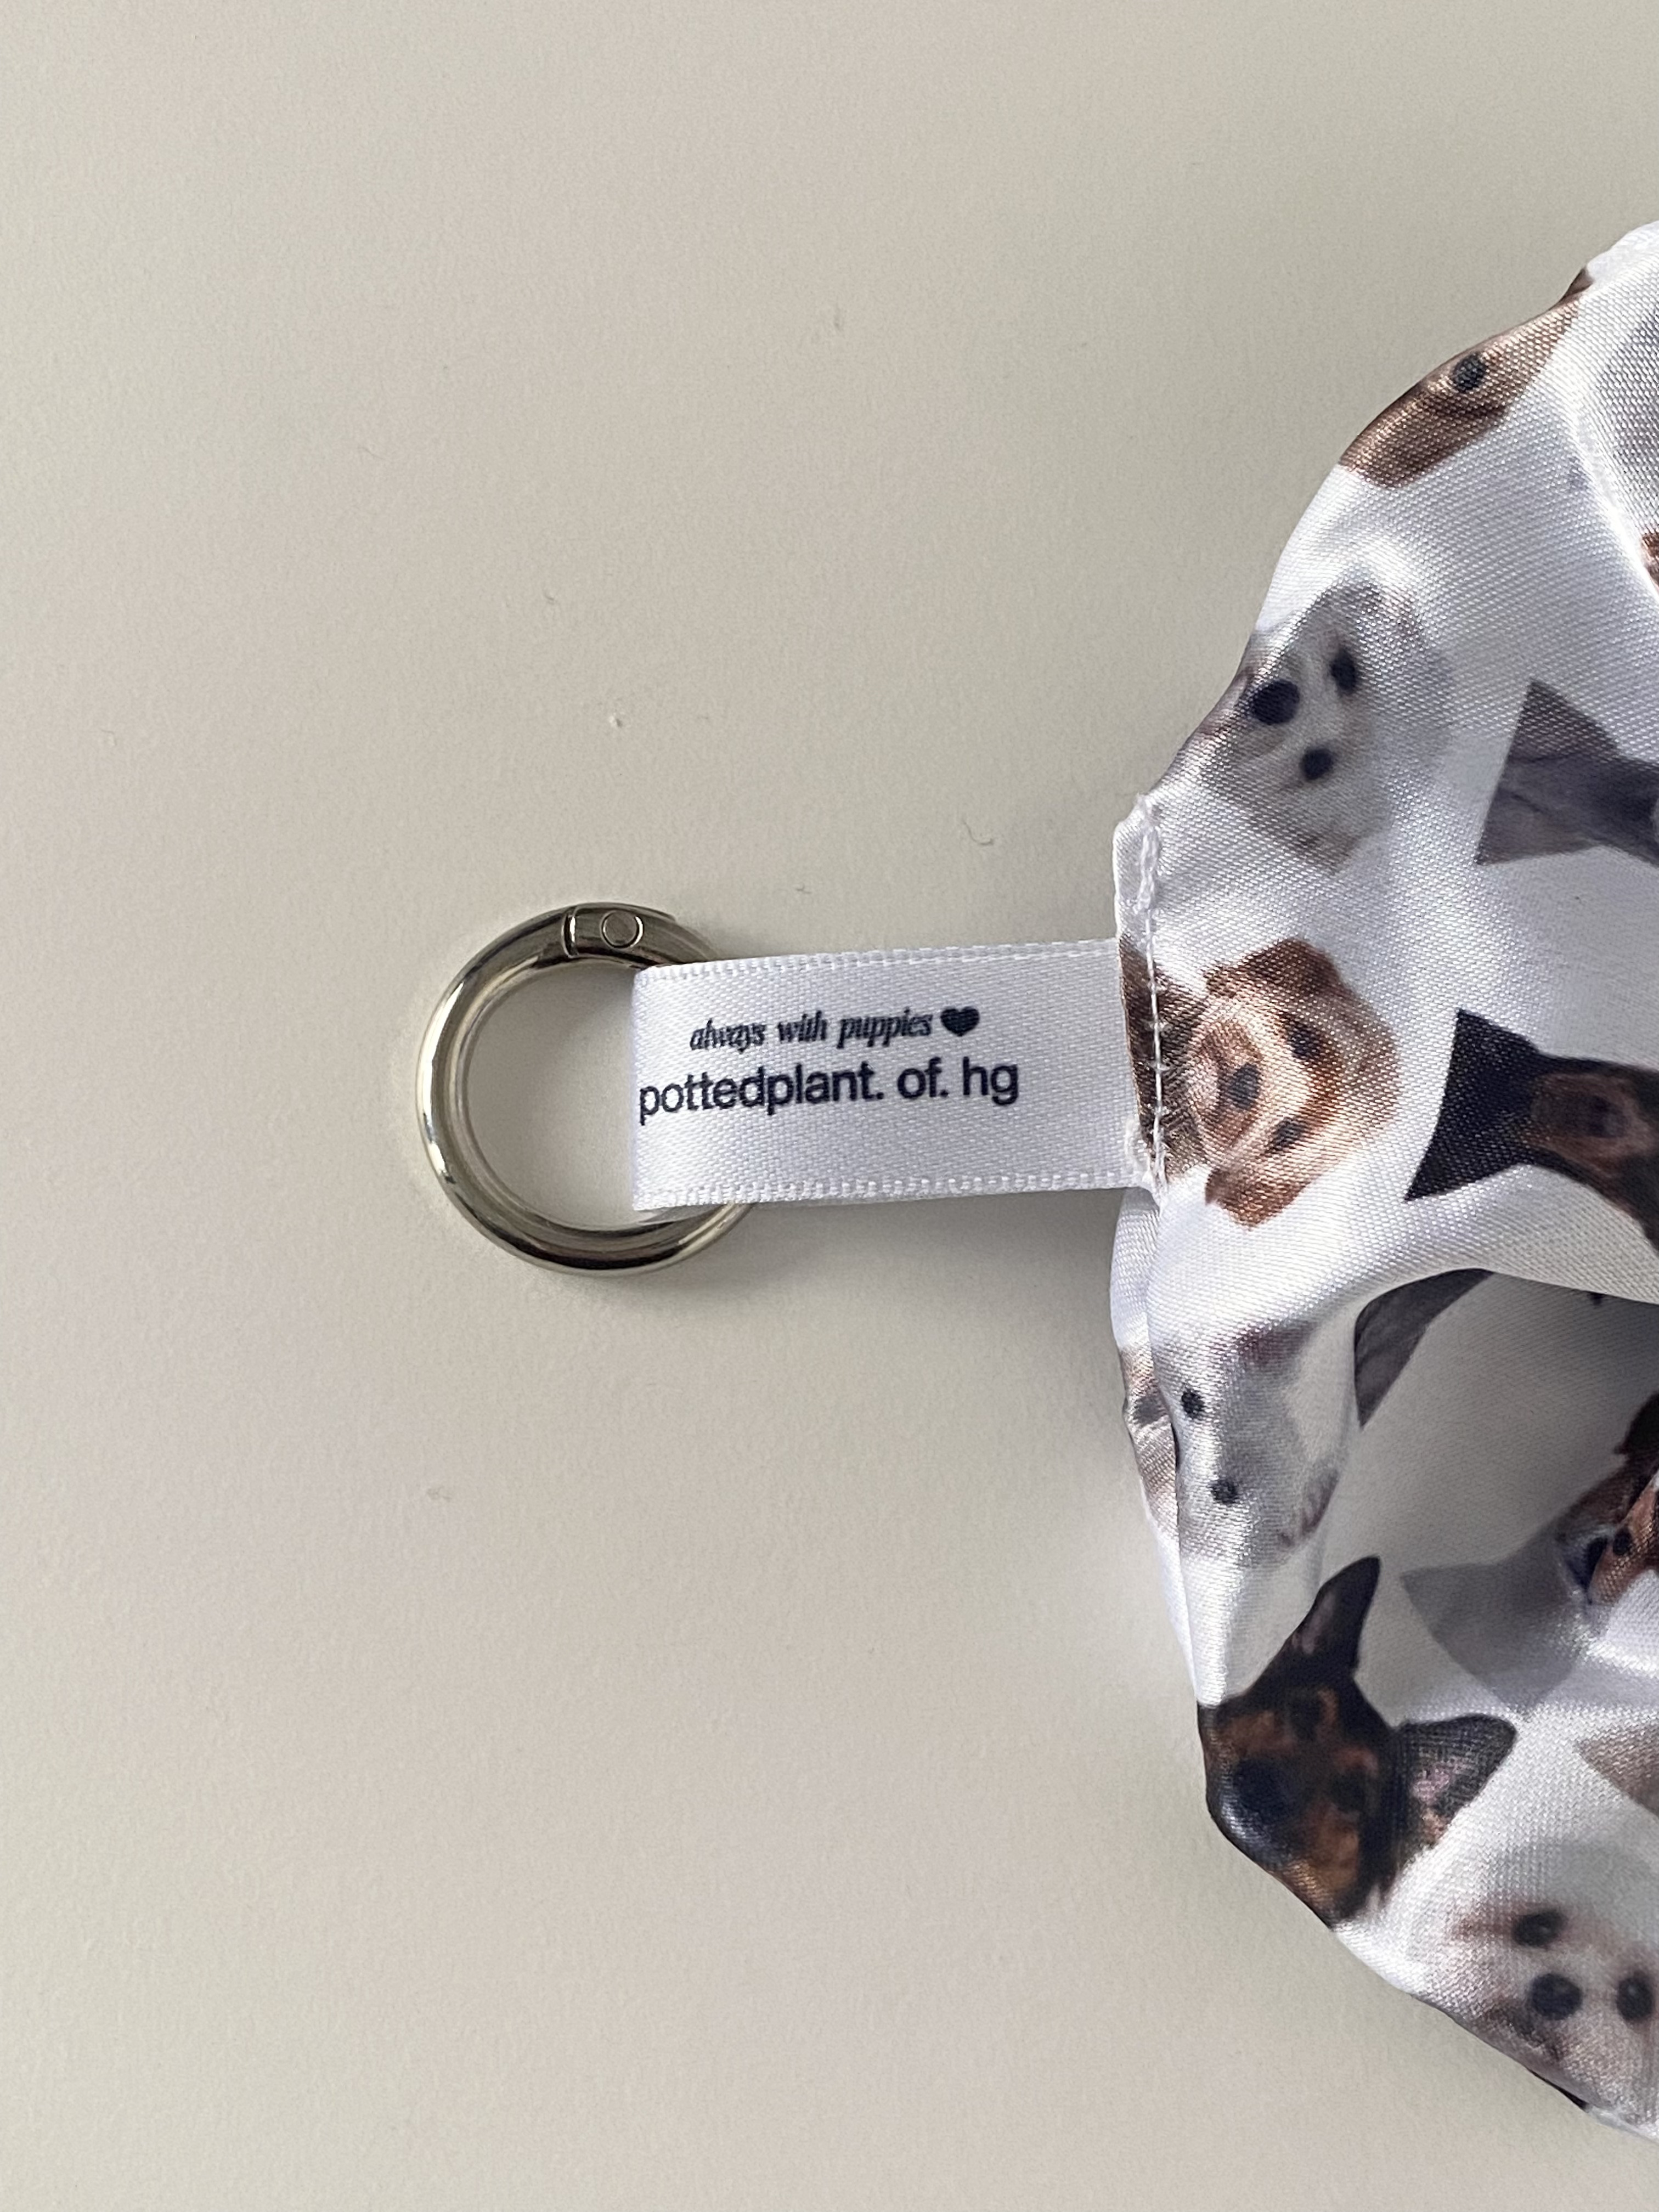 always with puppies♥
pottedplant. of. hg